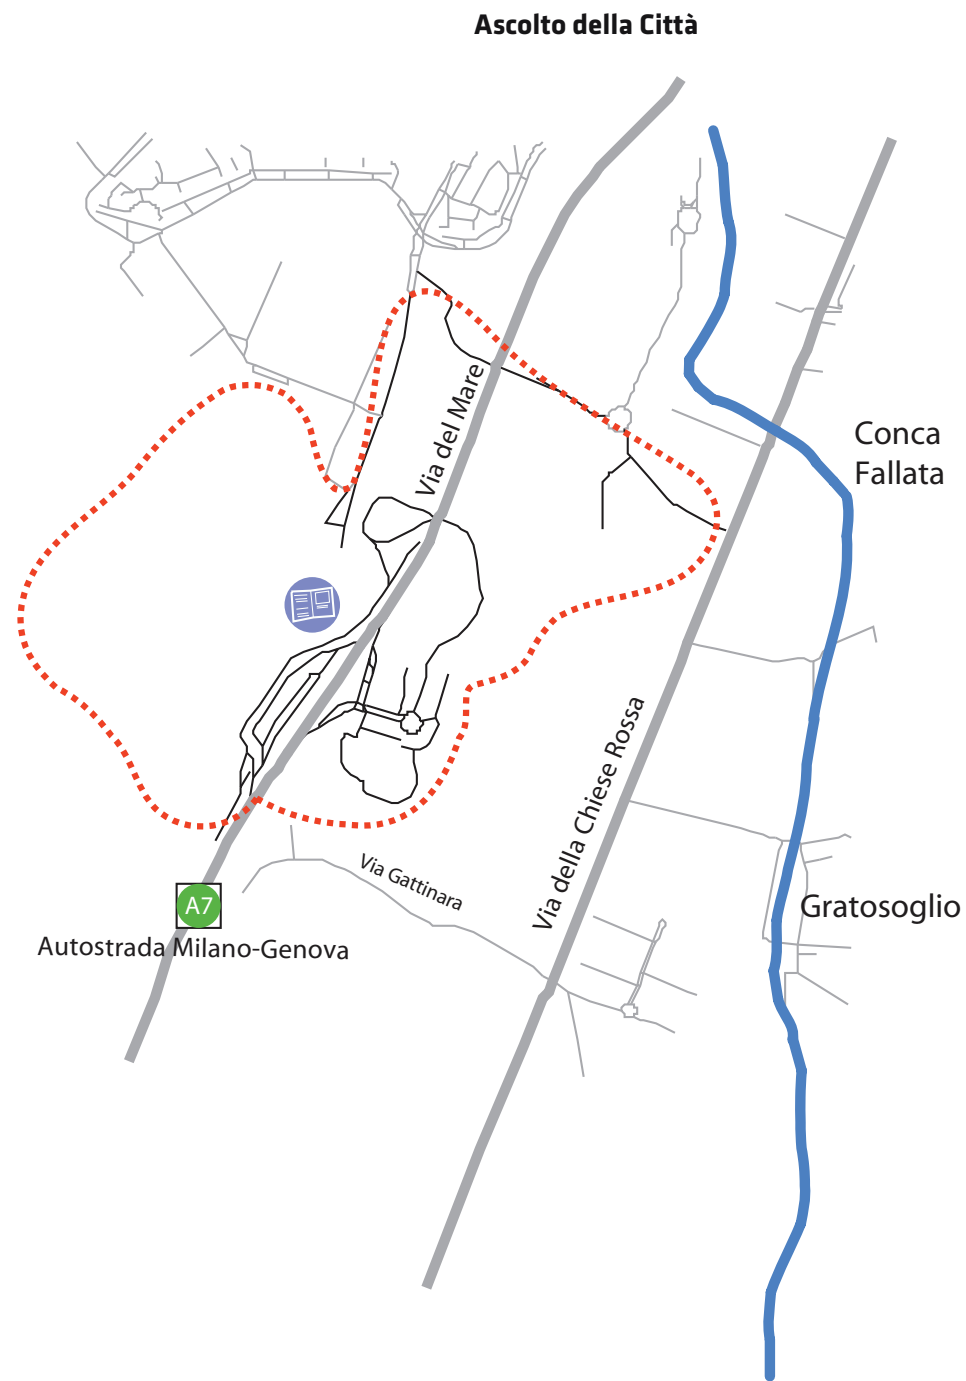 Ascolto della Città
Via del Mare
Conca
Fallata
Via della Chiese Rossa
Via Gattinara
A7
Gratosoglio
Autostrada Milano-Genova